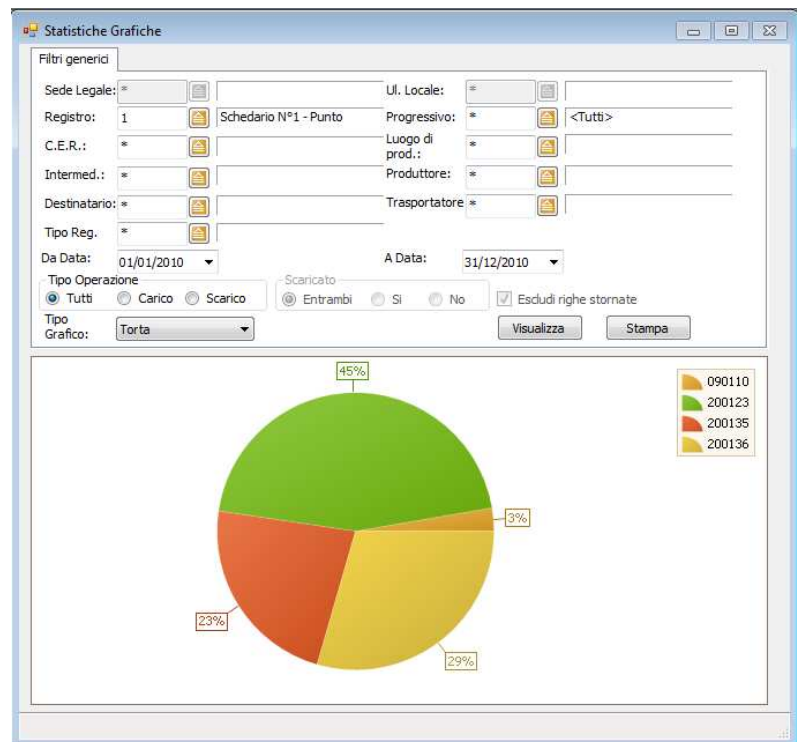 Statistiche Grafiche
Filtri generici
Sede Legale: * Ul. Locale: *
Registro: 1 Schedario N°1 - Punto Progressivo: * <Tutti>
C.E.R.: * Luogo di prod.: *
Intermed.: * Produttore: *
Destinatario: * Trasportatore *
Tipo Reg. *
Da Data: 01/01/2010 A Data: 31/12/2010
Tipo Operazione Scaricato
Tutti Carico Scarico Entrambi Si No Escludi righe stornate
Tipo Grafico: Torta Visualizza Stampa
45%
090110
200123
200135
200136
3%
23%
29%